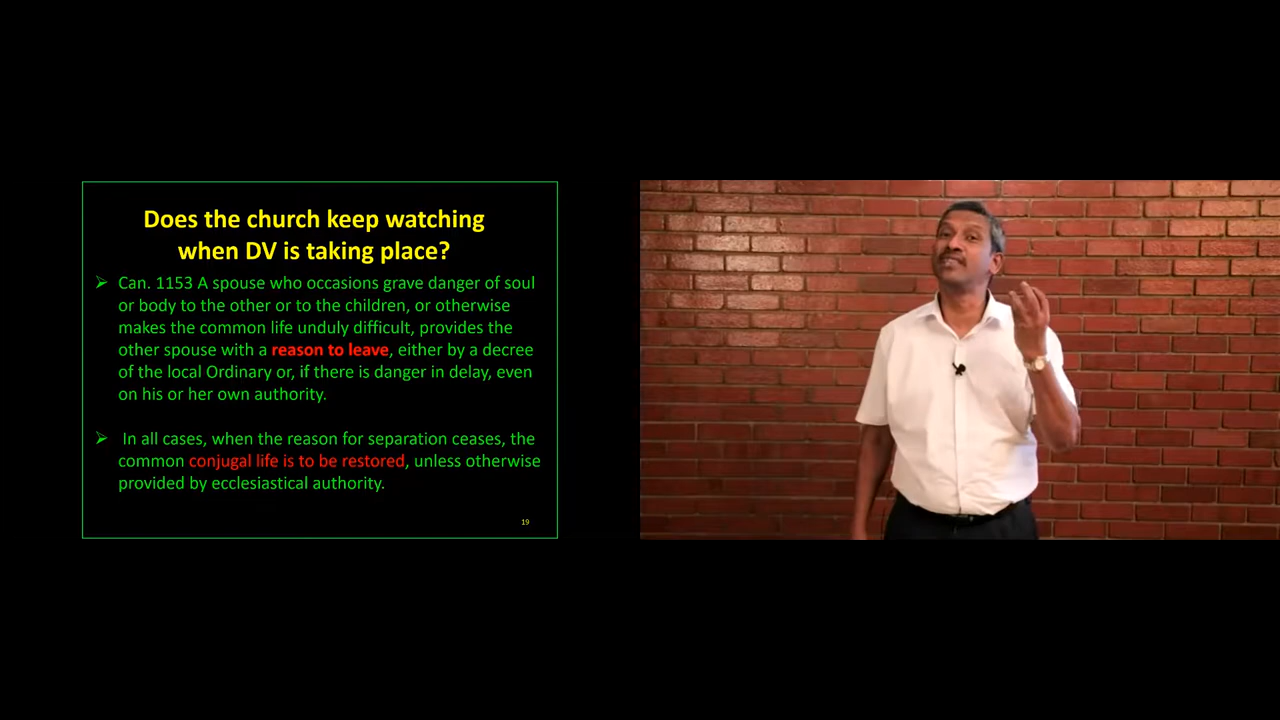 Does the church keep watching
when DV is taking place?
➢ Can. 1153 A spouse who occasions grave danger of soul
or body to the other or to the children, or otherwise
makes the common life unduly difficult, provides the
other spouse with a reason to leave, either by a decree
of the local Ordinary or, if there is danger in delay, even
on his or her own authority.
➢ In all cases, when the reason for separation ceases, the
common conjugal life is to be restored, unless otherwise
provided by ecclesiastical authority.
19